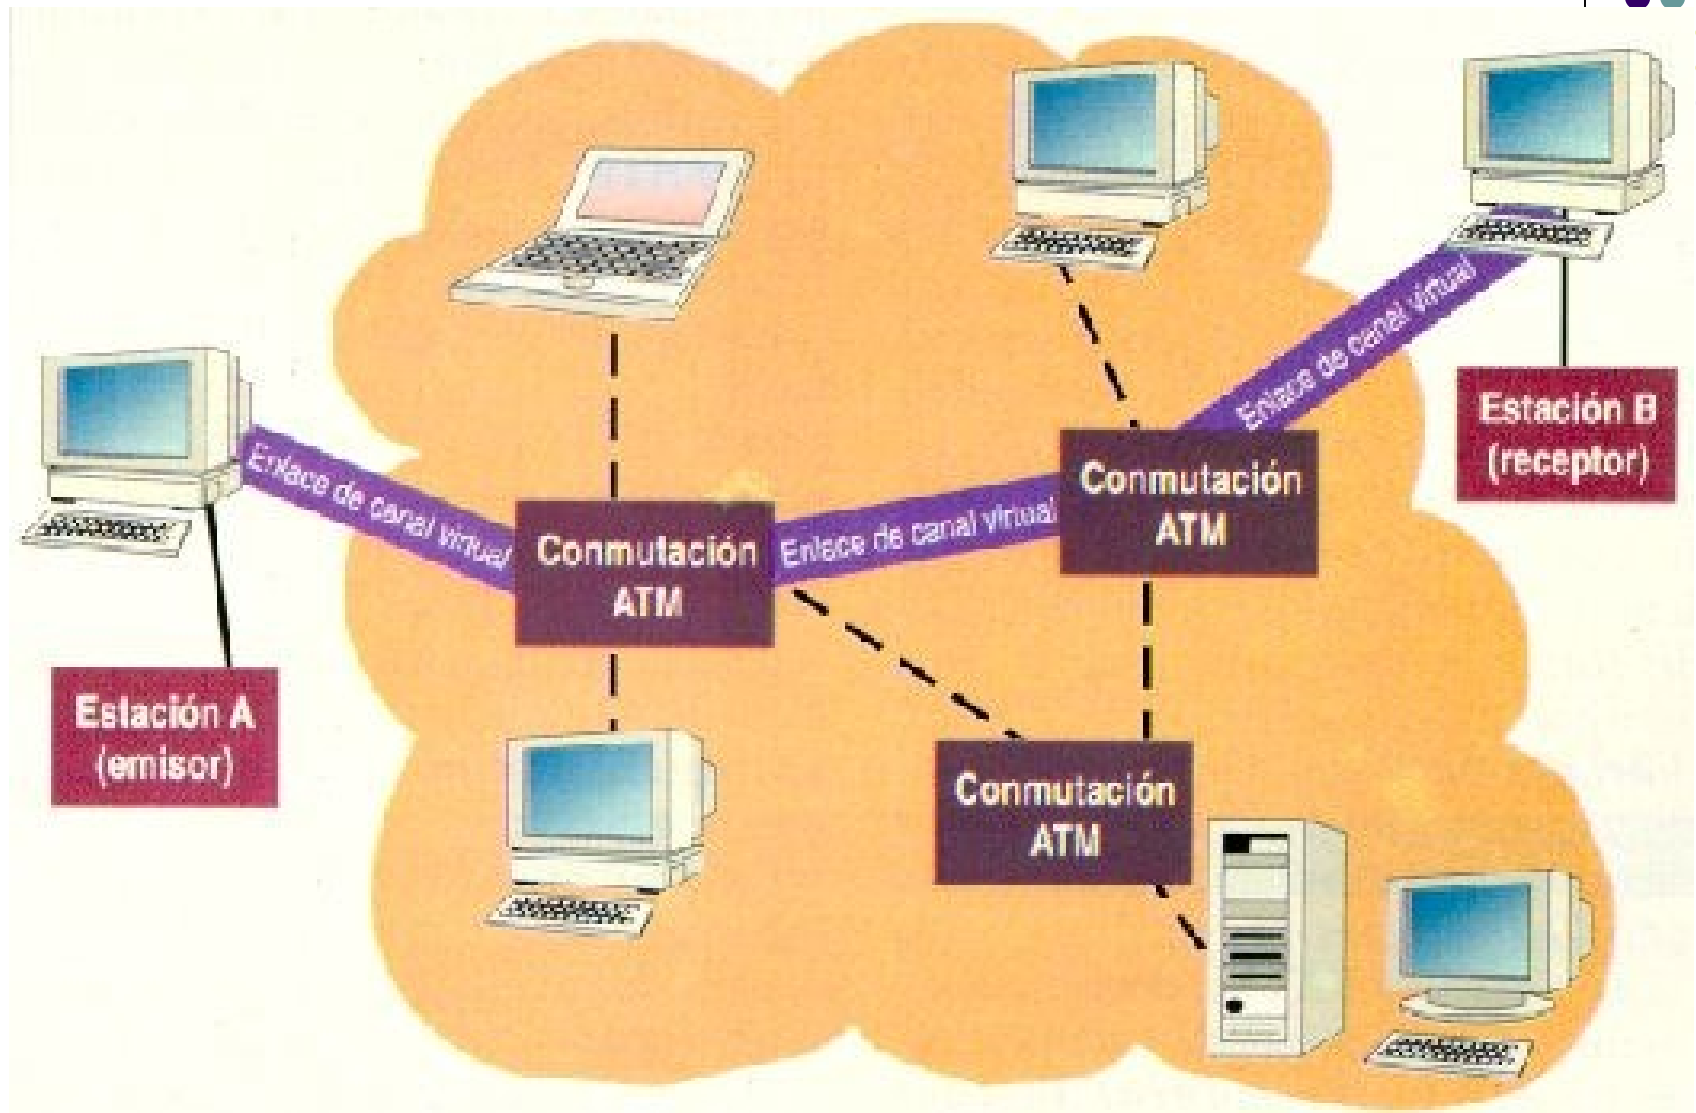 Enlace de canal virtual
Estación B
(receptor)
Conmutación
ATM
Enlace de canal virtual
Enlace de canal virtual
Conmutación
ATM
Estación A
(emisor)
Conmutación
ATM